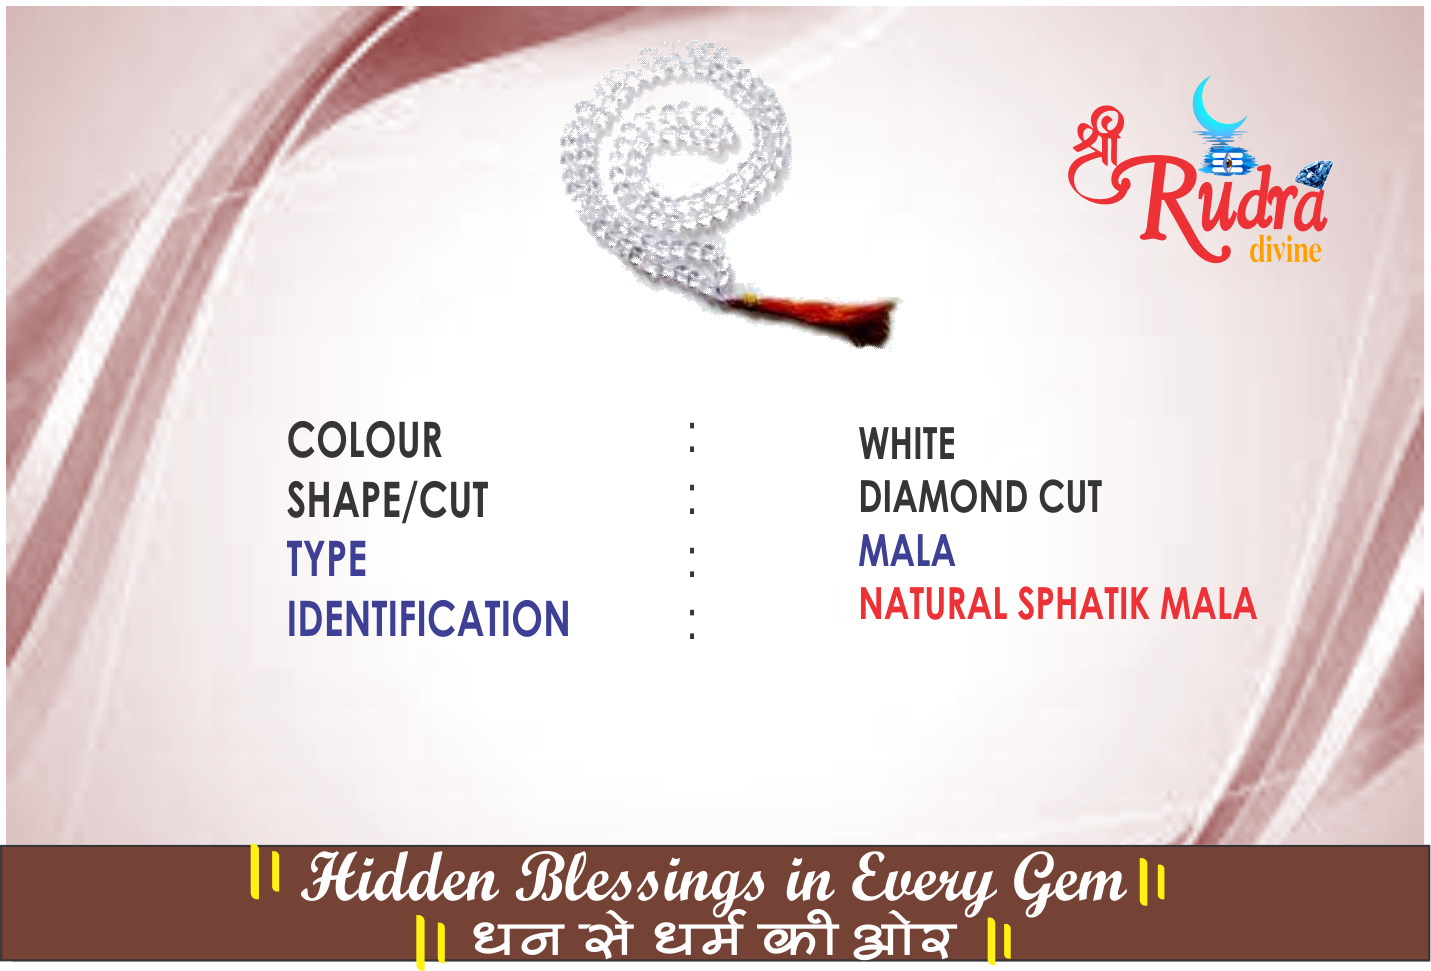 श्री Rudra
divine
COLOUR : WHITE
SHAPE/CUT : DIAMOND CUT
TYPE : MALA
IDENTIFICATION : NATURAL SPHATIK MALA
|| Hidden Blessings in Every Gem ||
|| धन से धर्म की ओर ||